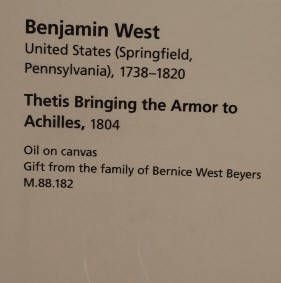 Benjamin West
United States (Springfield,
Pennsylvania), 1738–1820
Thetis Bringing the Armor to
Achilles, 1804
Oil on canvas
Gift from the family of Bernice West Beyers
M.88.182